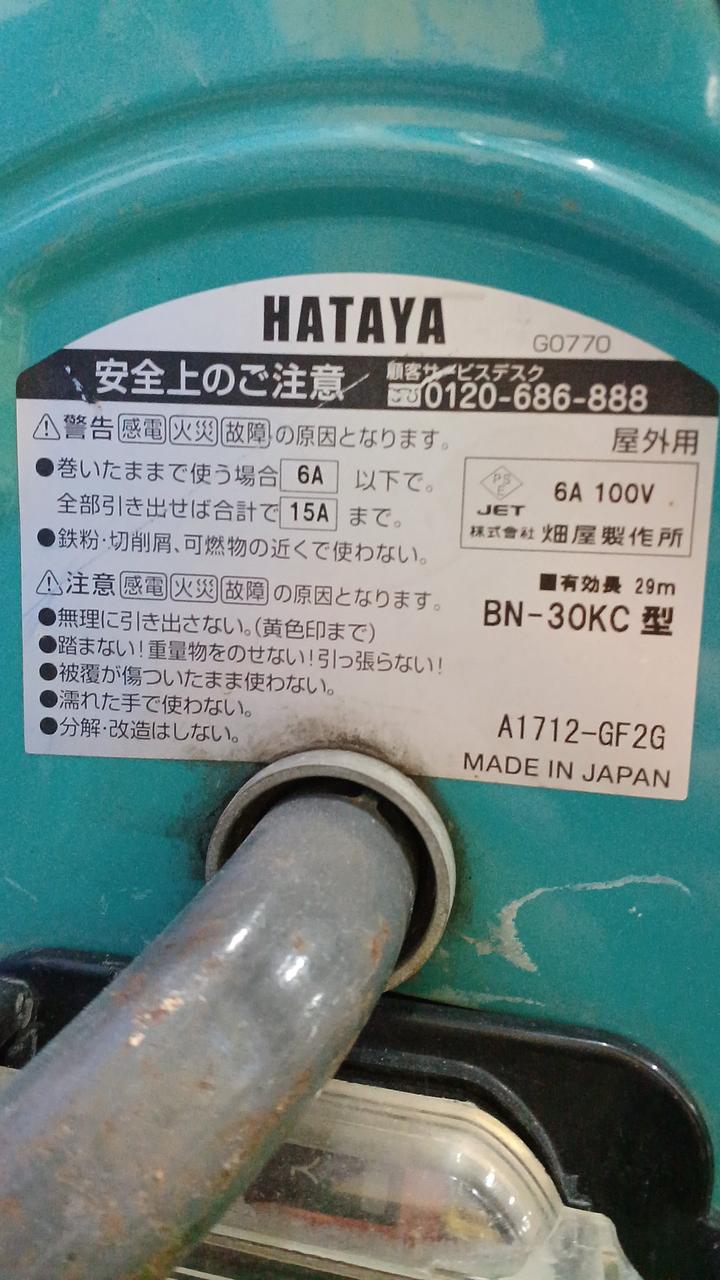 HATAYA
G0770
安全上のご注意
顧客サービスデスク
0120-686-888
警告 感電 火災 故障 の原因となります。
●巻いたままで使う場合 6A 以下で。
全部引き出せば合計で 15A まで。
●鉄粉・切削屑、可燃物の近くで使わない。
注意 感電 火災 故障 の原因となります。
●無理に引き出さない。(黄色印まで)
●踏まない!重量物をのせない!引っ張らない!
●被覆が傷ついたまま使わない。
●濡れた手で使わない。
●分解・改造はしない。
屋外用
PS
E
JET
6A 100V
株式会社 畑屋製作所
■有効長 29m
BN-30KC 型
A1712-GF2G
MADE IN JAPAN